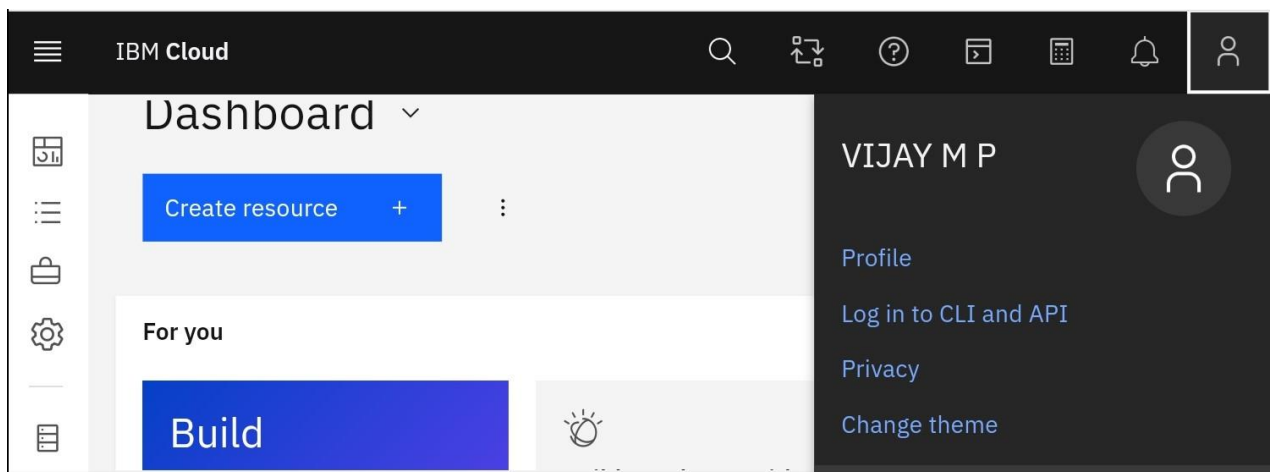 IBM Cloud
Dashboard
Create resource +
For you
Build
VIJAY M P
Profile
Log in to CLI and API
Privacy
Change theme